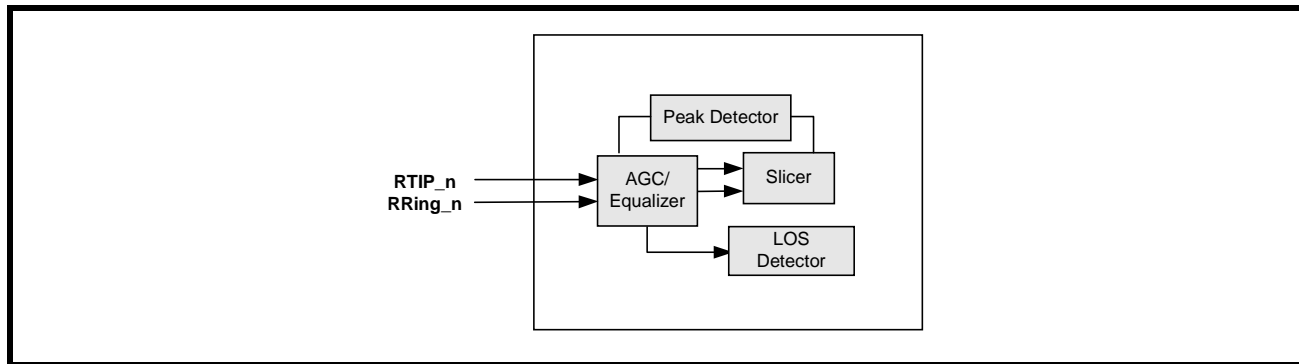 Peak Detector
RTIP_n
RRing_n
AGC/
Equalizer
Slicer
LOS
Detector